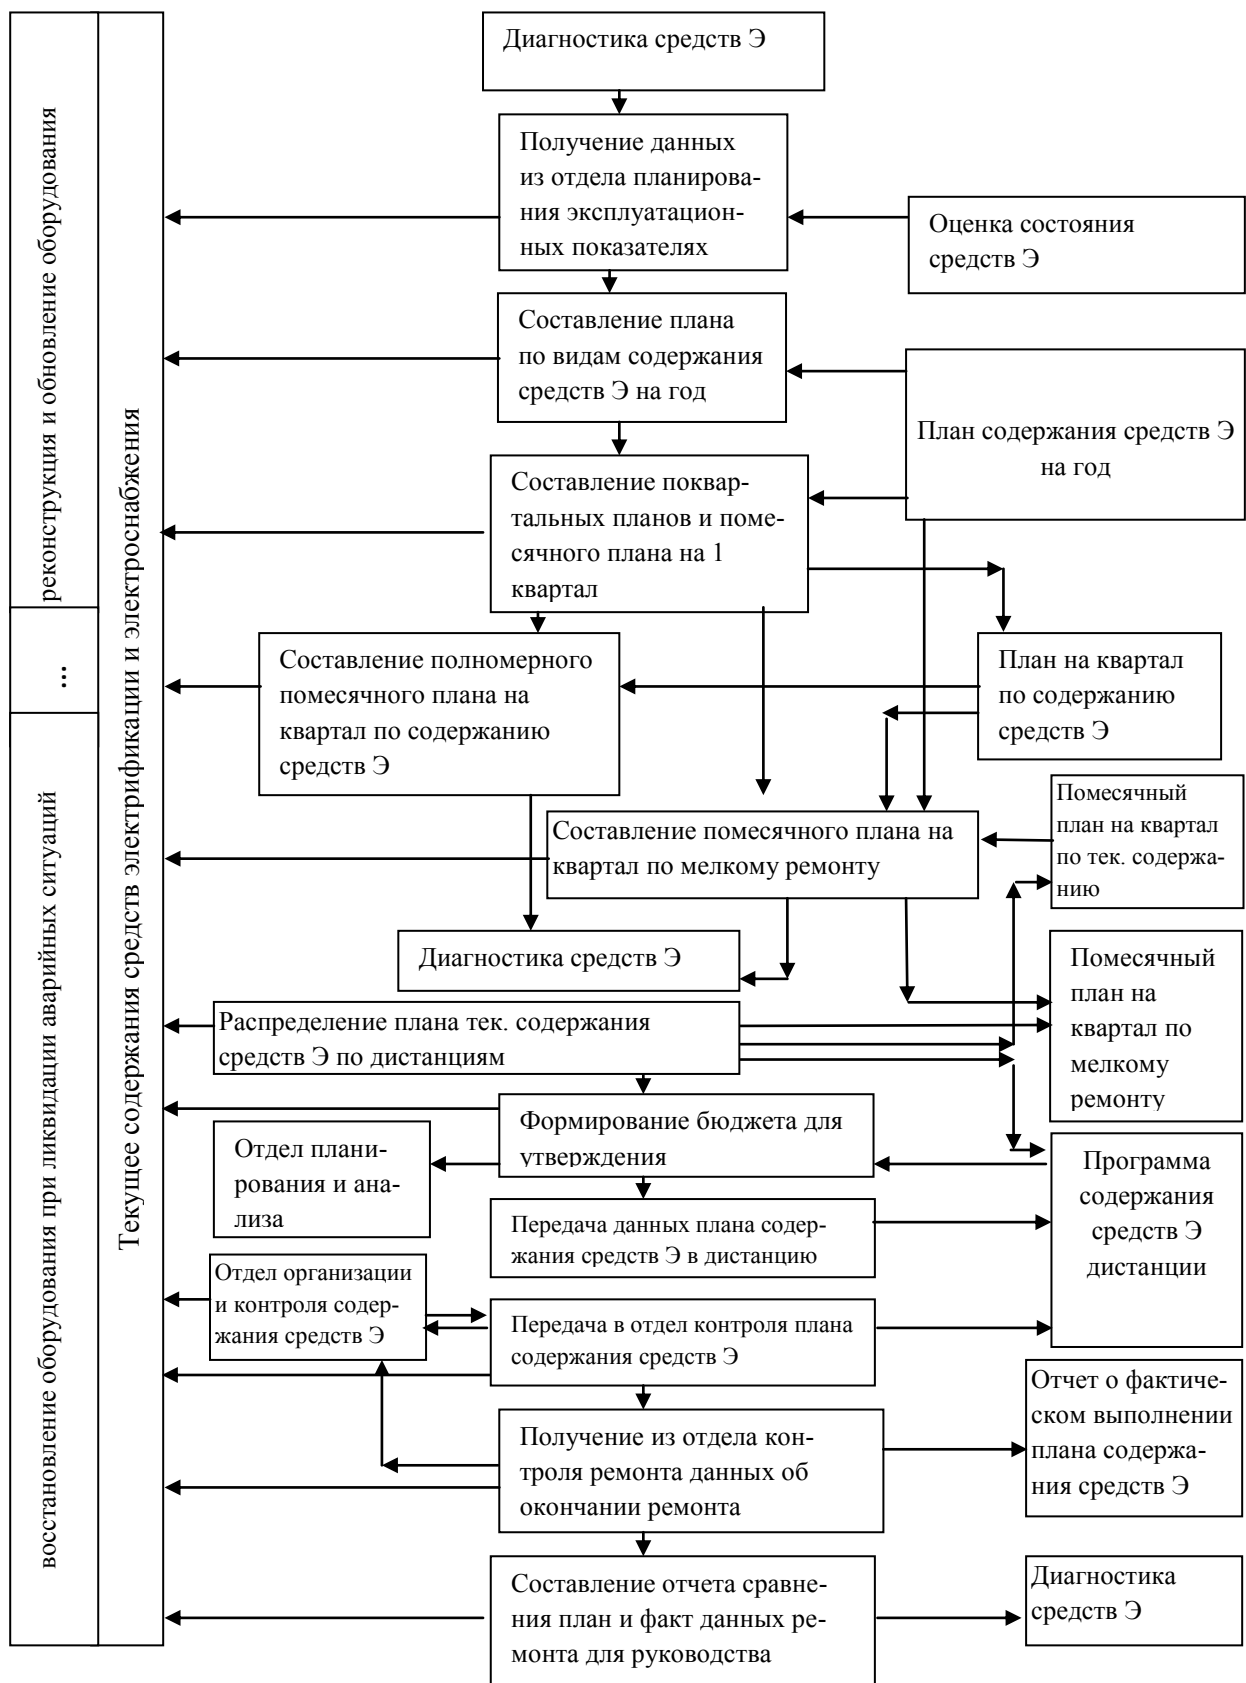 реконструкция и обновление оборудования
...
восстановление оборудования при ликвидации аварийных ситуаций
Текущее содержания средств электрификации и электроснабжения
Диагностика средств Э
Получение данных
из отдела планирова-
ния эксплуатацион-
ных показателях
Оценка состояния
средств Э
Составление плана
по видам содержания
средств Э на год
План содержания средств Э
на год
Составление поквар-
тальных планов и поме-
сячного плана на 1
квартал
Составление полномерного
помесячного плана на
квартал по содержанию
средств Э
План на квартал
по содержанию
средств Э
Составление помесячного плана на
квартал по мелкому ремонту
Помесячный
план на квартал
по тек. содержа-
нию
Диагностика средств Э
Помесячный
план на
квартал по
мелкому
ремонту
Распределение плана тек. содержания
средств Э по дистанциям
Формирование бюджета для
утверждения
Отдел плани-
рования и ана-
лиза
Программа
содержания
средств Э
дистанции
Передача данных плана содер-
жания средств Э в дистанцию
Отдел организации
и контроля содер-
жания средств Э
Передача в отдел контроля плана
содержания средств Э
Отчет о фактиче-
ском выполнении
плана содержа-
ния средств Э
Получение из отдела кон-
троля ремонта данных об
окончании ремонта
Составление отчета сравне-
ния план и факт данных ре-
монта для руководства
Диагностика
средств Э